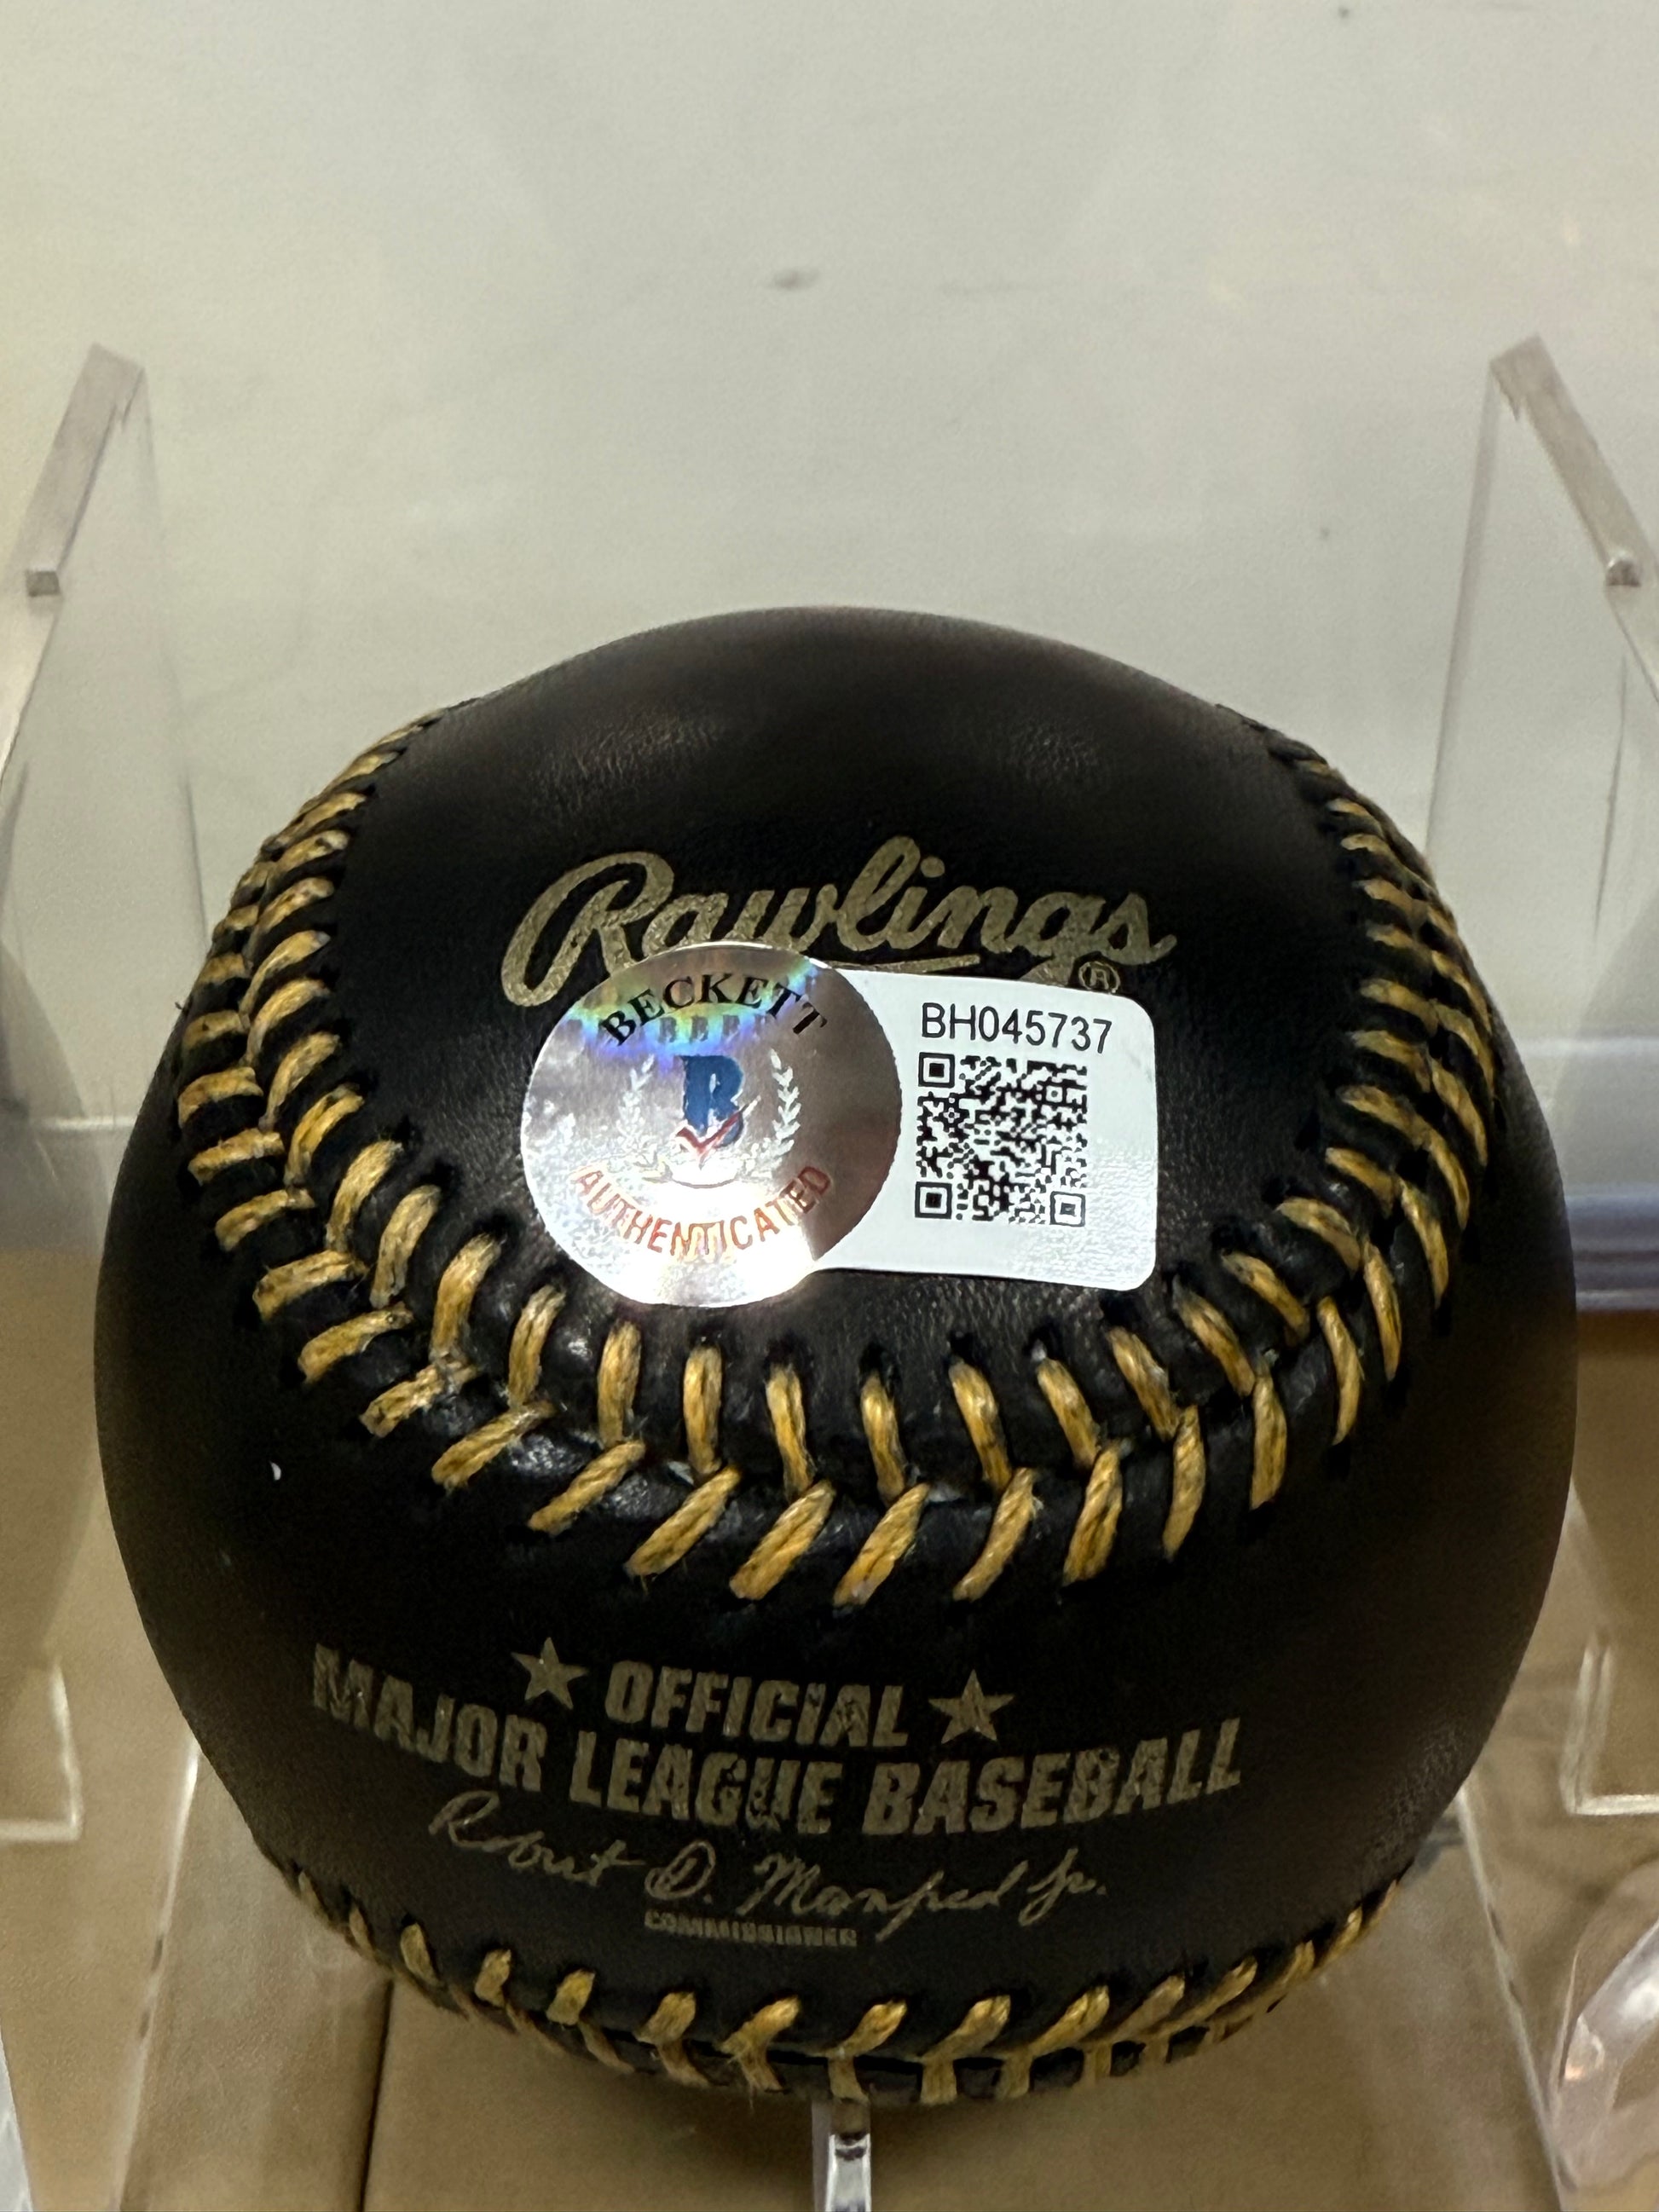 Rawlings
®
BECKETT
B
AUTHENTICATED
BH045737
★ OFFICIAL ★
MAJOR LEAGUE BASEBALL
Robert D. Manfred Jr.
COMMISSIONER